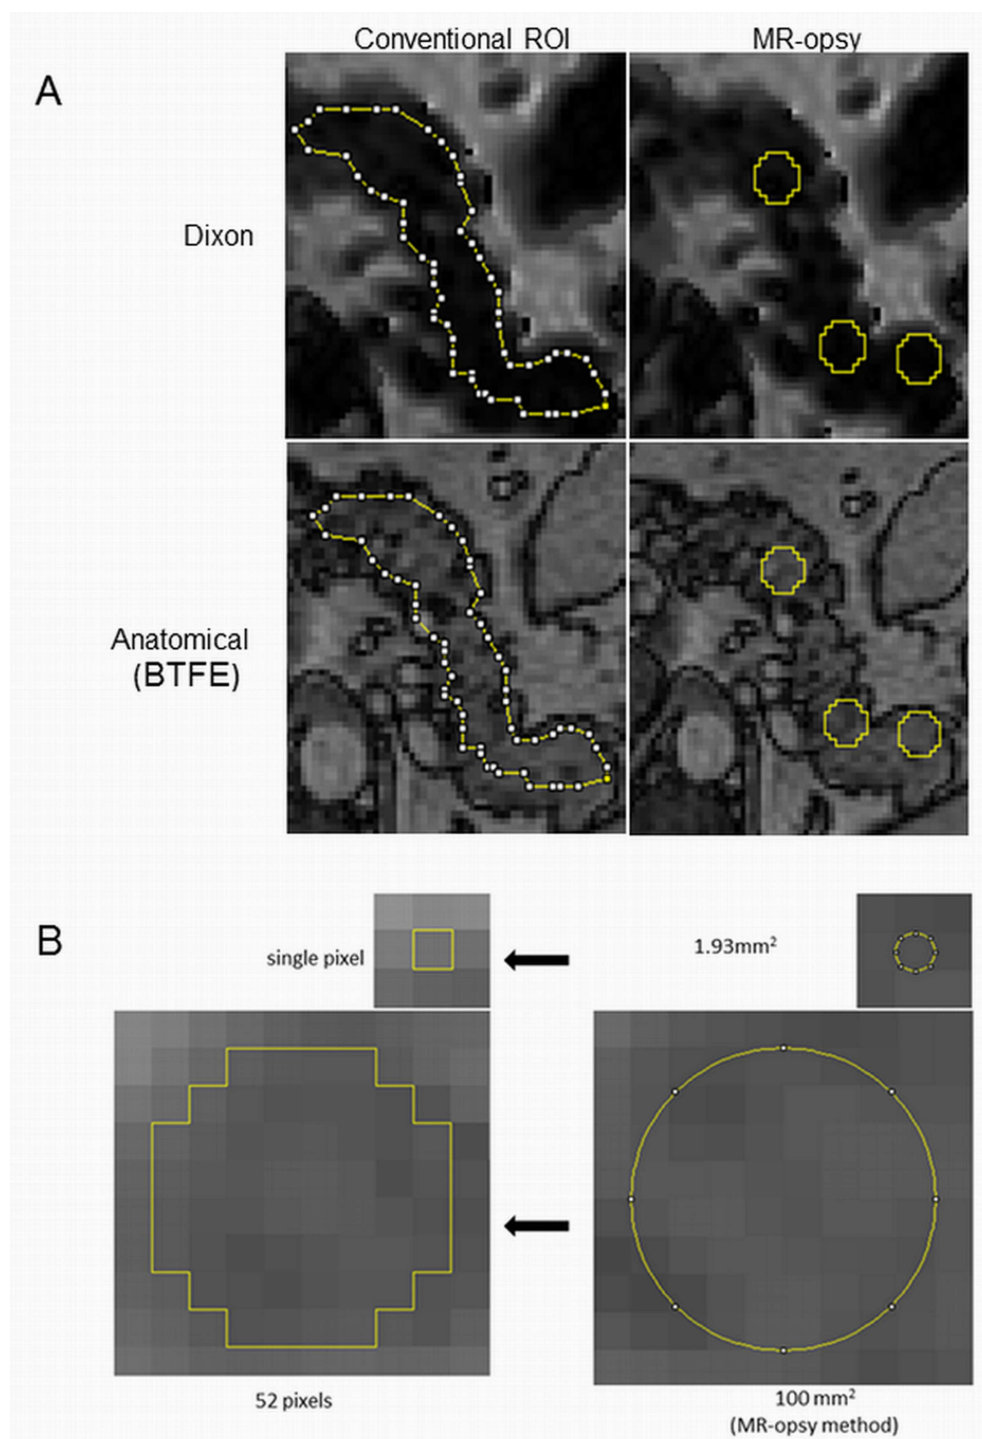 Conventional ROI
MR-opsy
A
Dixon
Anatomical
(BTFE)
B
single pixel
1.93mm²
52 pixels
100 mm²
(MR-opsy method)